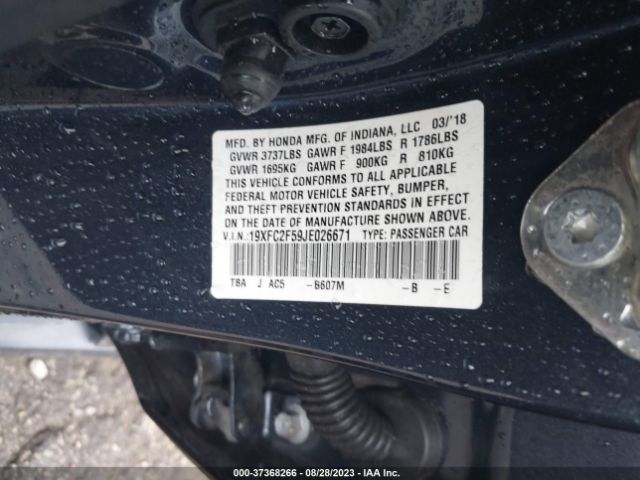 MFD. BY HONDA MFG. OF INDIANA, LLC 03/'18
GVWR 3737LBS GAWR F 1984LBS R 1786LBS
GVWR 1695KG GAWR F 900KG R 810KG
THIS VEHICLE CONFORMS TO ALL APPLICABLE
FEDERAL MOTOR VEHICLE SAFETY, BUMPER,
AND THEFT PREVENTION STANDARDS IN EFFECT
ON THE DATE OF MANUFACTURE SHOWN ABOVE.
V.I.N.:19XFC2F59JE026671 TYPE: PASSENGER CAR
TBA J AC5 -B607M -B -E
000-37368266 - 08/28/2023 - IAA Inc.